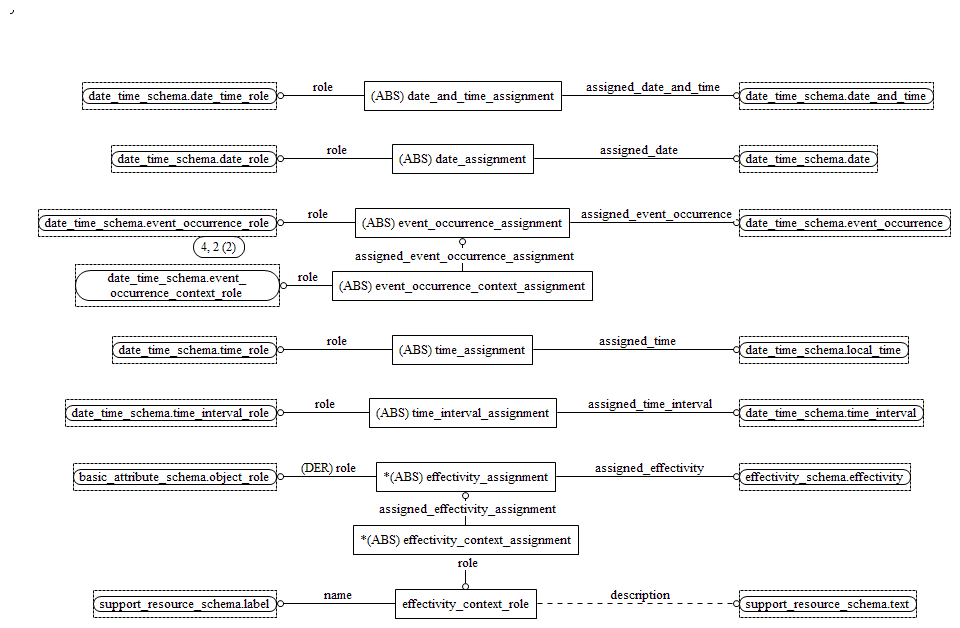 role
assigned_date_and_time
date_time_schema.date_time_role
(ABS) date_and_time_assignment
date_time_schema.date_and_time
role
assigned_date
date_time_schema.date_role
(ABS) date_assignment
date_time_schema.date
role
assigned_event_occurrence
date_time_schema.event_occurrence_role
(ABS) event_occurrence_assignment
date_time_schema.event_occurrence
4, 2 (2)
assigned_event_occurrence_assignment
date_time_schema.event_
occurrence_context_role
role
(ABS) event_occurrence_context_assignment
role
assigned_time
date_time_schema.time_role
(ABS) time_assignment
date_time_schema.local_time
role
assigned_time_interval
date_time_schema.time_interval_role
(ABS) time_interval_assignment
date_time_schema.time_interval
(DER) role
assigned_effectivity
basic_attribute_schema.object_role
*(ABS) effectivity_assignment
effectivity_schema.effectivity
assigned_effectivity_assignment
*(ABS) effectivity_context_assignment
role
name
description
support_resource_schema.label
effectivity_context_role
support_resource_schema.text